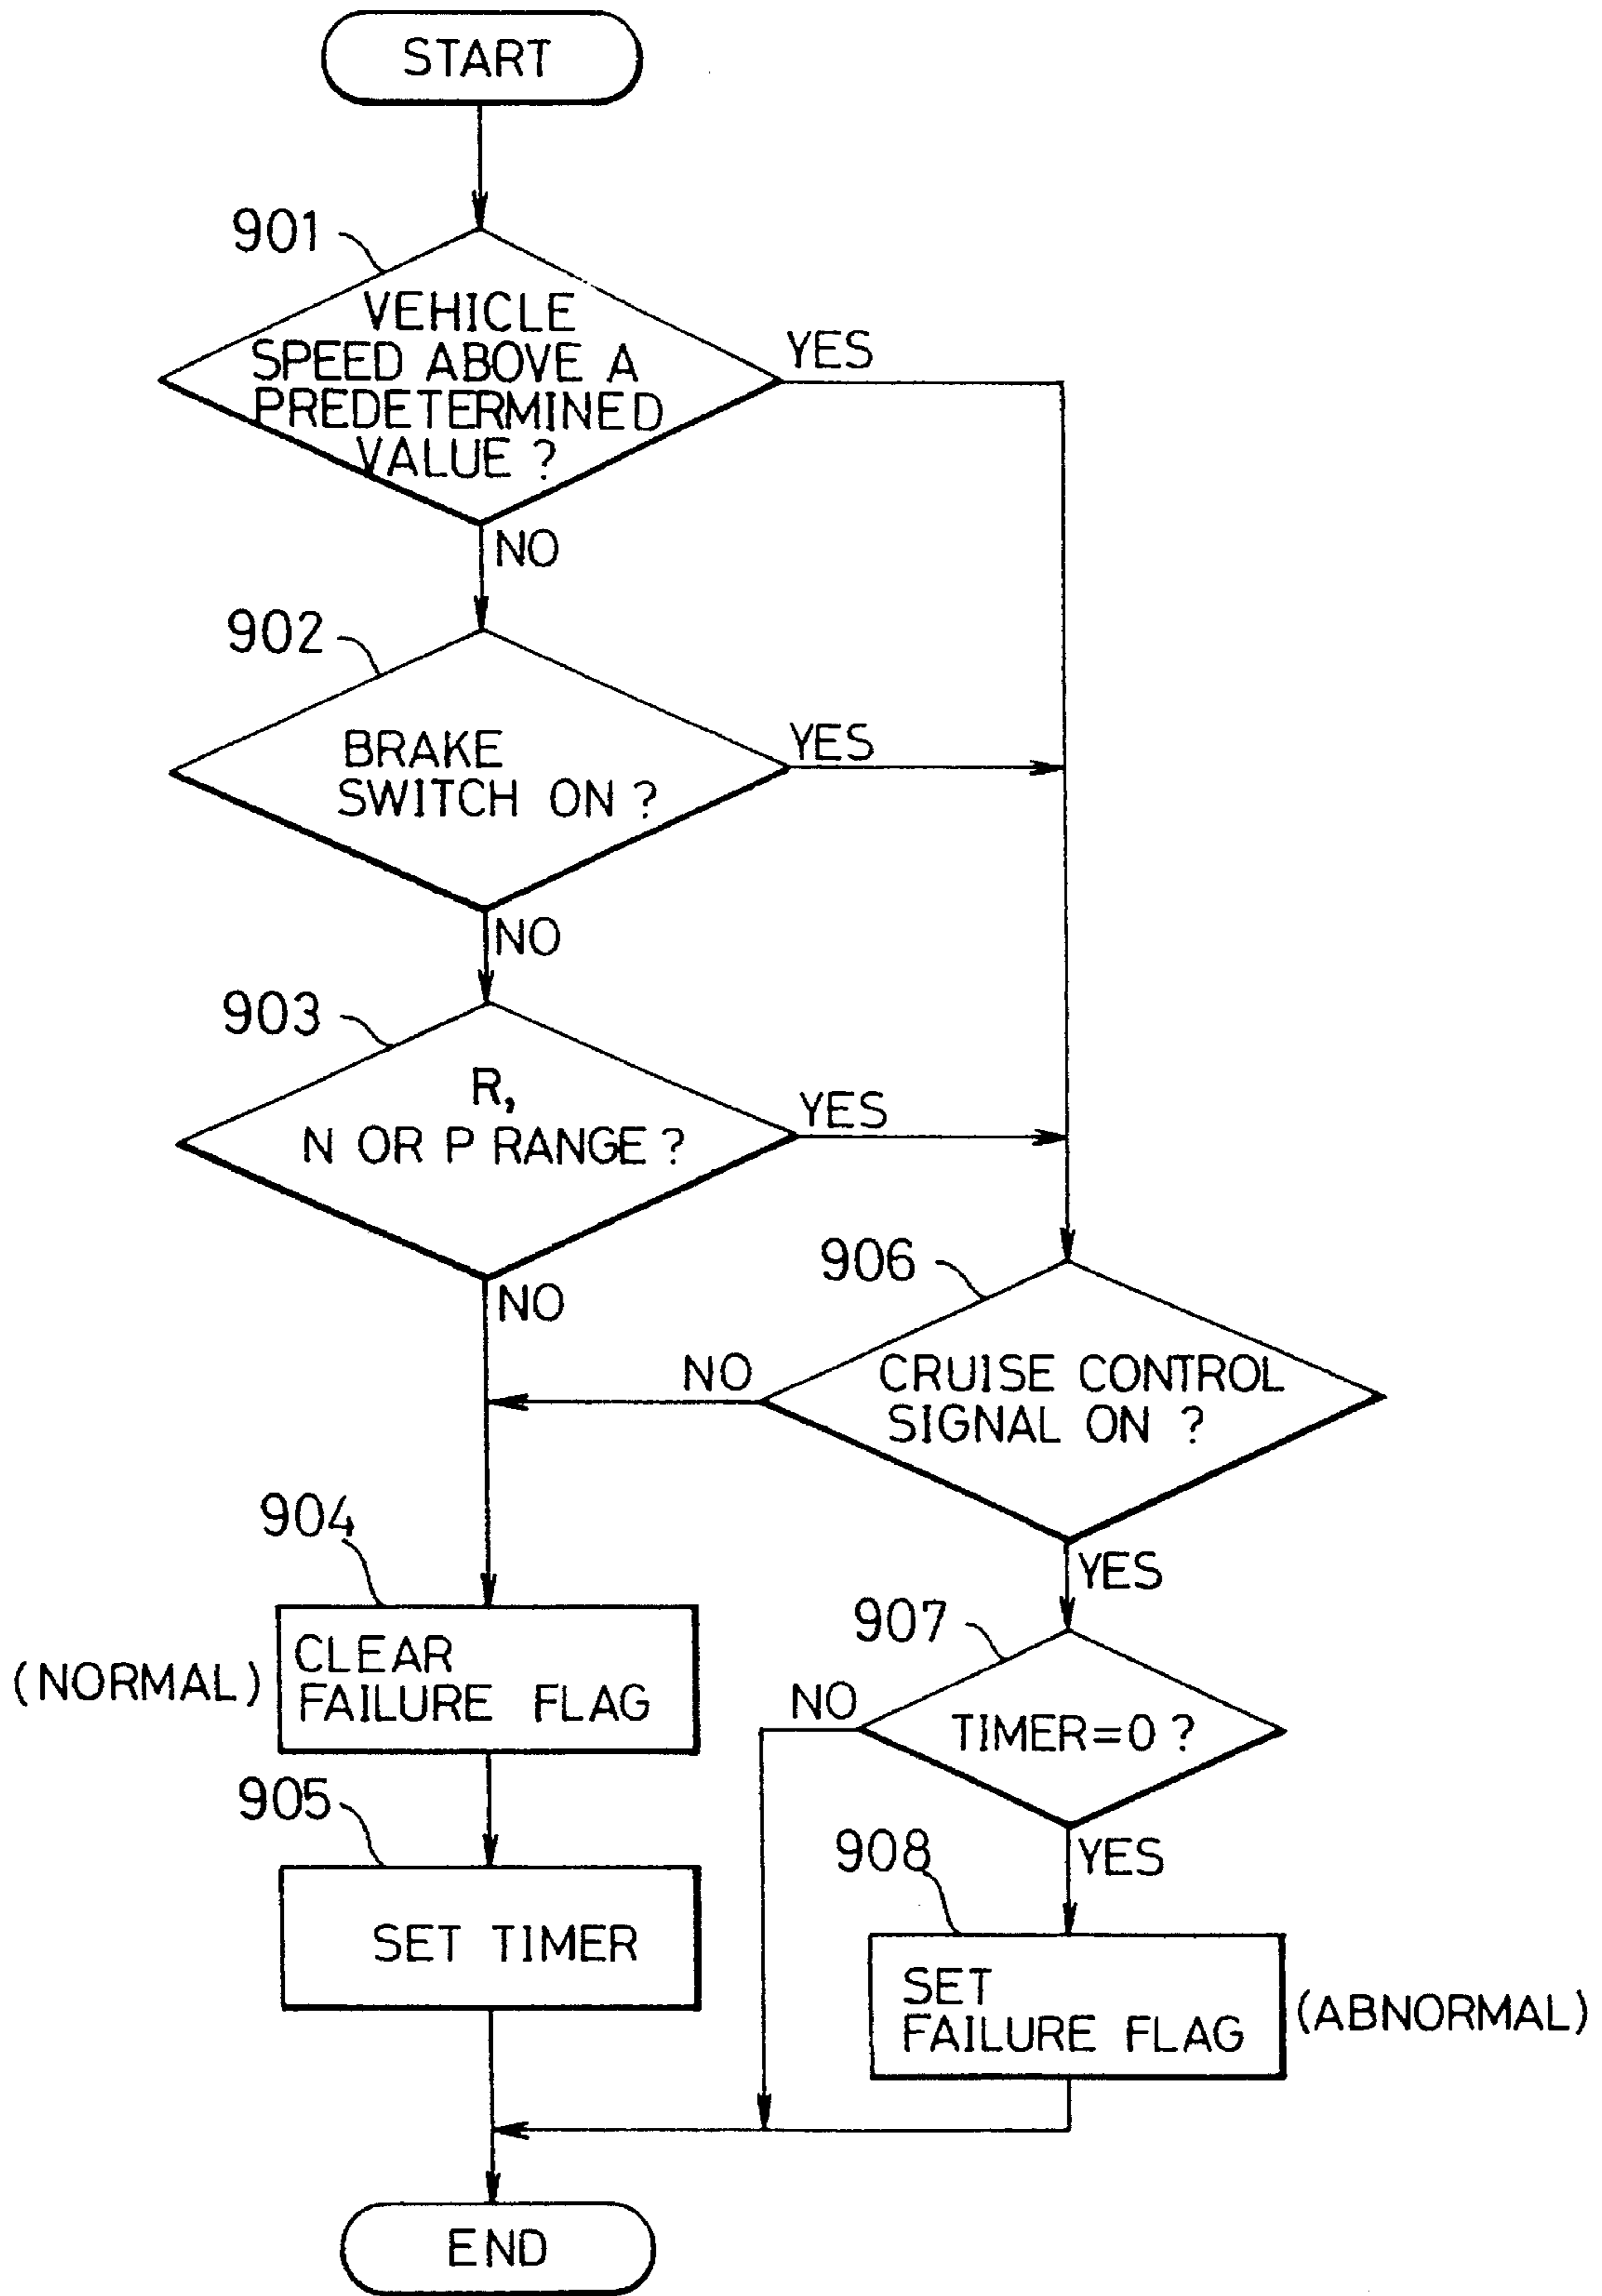 START
901
VEHICLE
SPEED ABOVE A
PREDETERMINED
VALUE ?
YES
NO
902
BRAKE
SWITCH ON ?
YES
NO
903
R,
N OR P RANGE ?
YES
NO
906
CRUISE CONTROL
SIGNAL ON ?
NO
YES
904
(NORMAL)
CLEAR
FAILURE FLAG
907
TIMER=0 ?
NO
YES
905
SET TIMER
908
SET
FAILURE FLAG
(ABNORMAL)
END